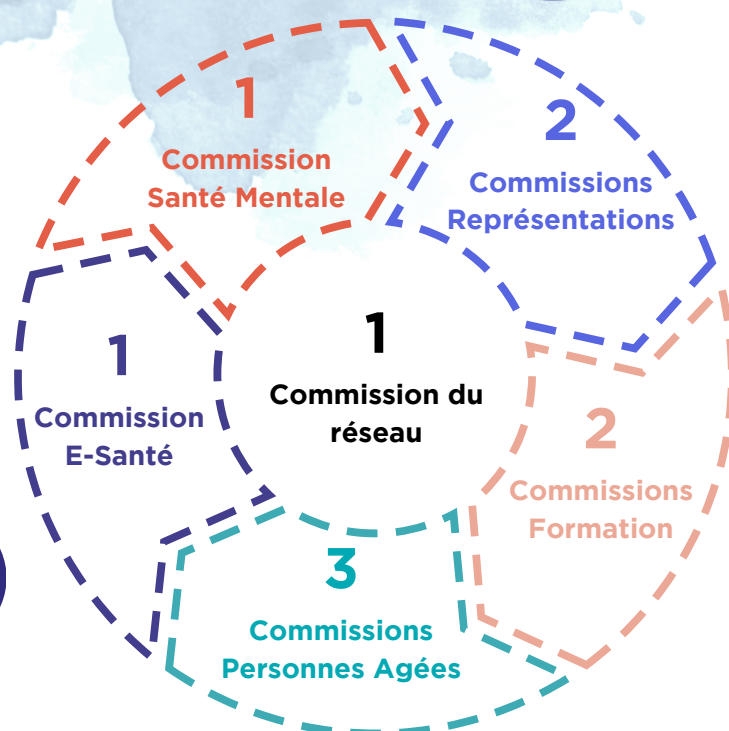 1
Commission
Santé Mentale
2
Commissions
Représentations
1
Commission du
réseau
1
Commission
E-Santé
2
Commissions
Formation
3
Commissions
Personnes Agées